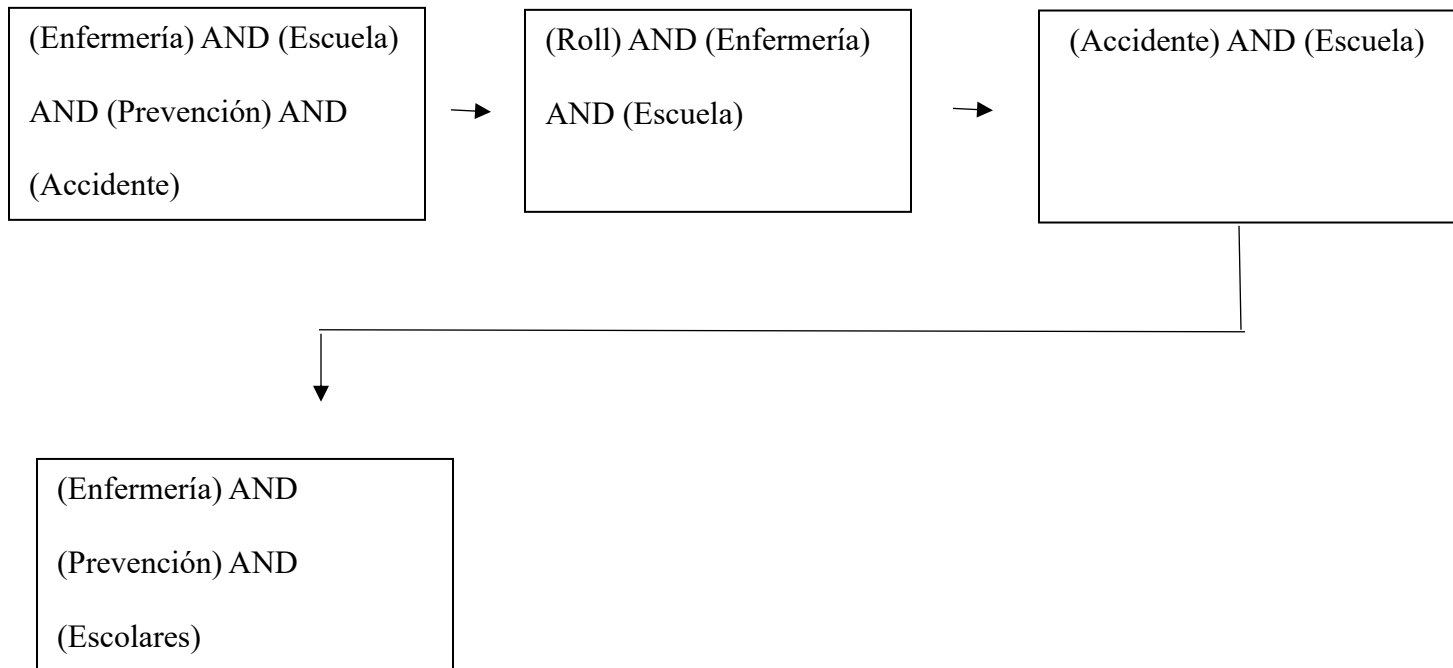 (Enfermería) AND (Escuela)
AND (Prevención) AND
(Accidente)
(Roll) AND (Enfermería)
AND (Escuela)
(Accidente) AND (Escuela)
(Enfermería) AND
(Prevención) AND
(Escolares)